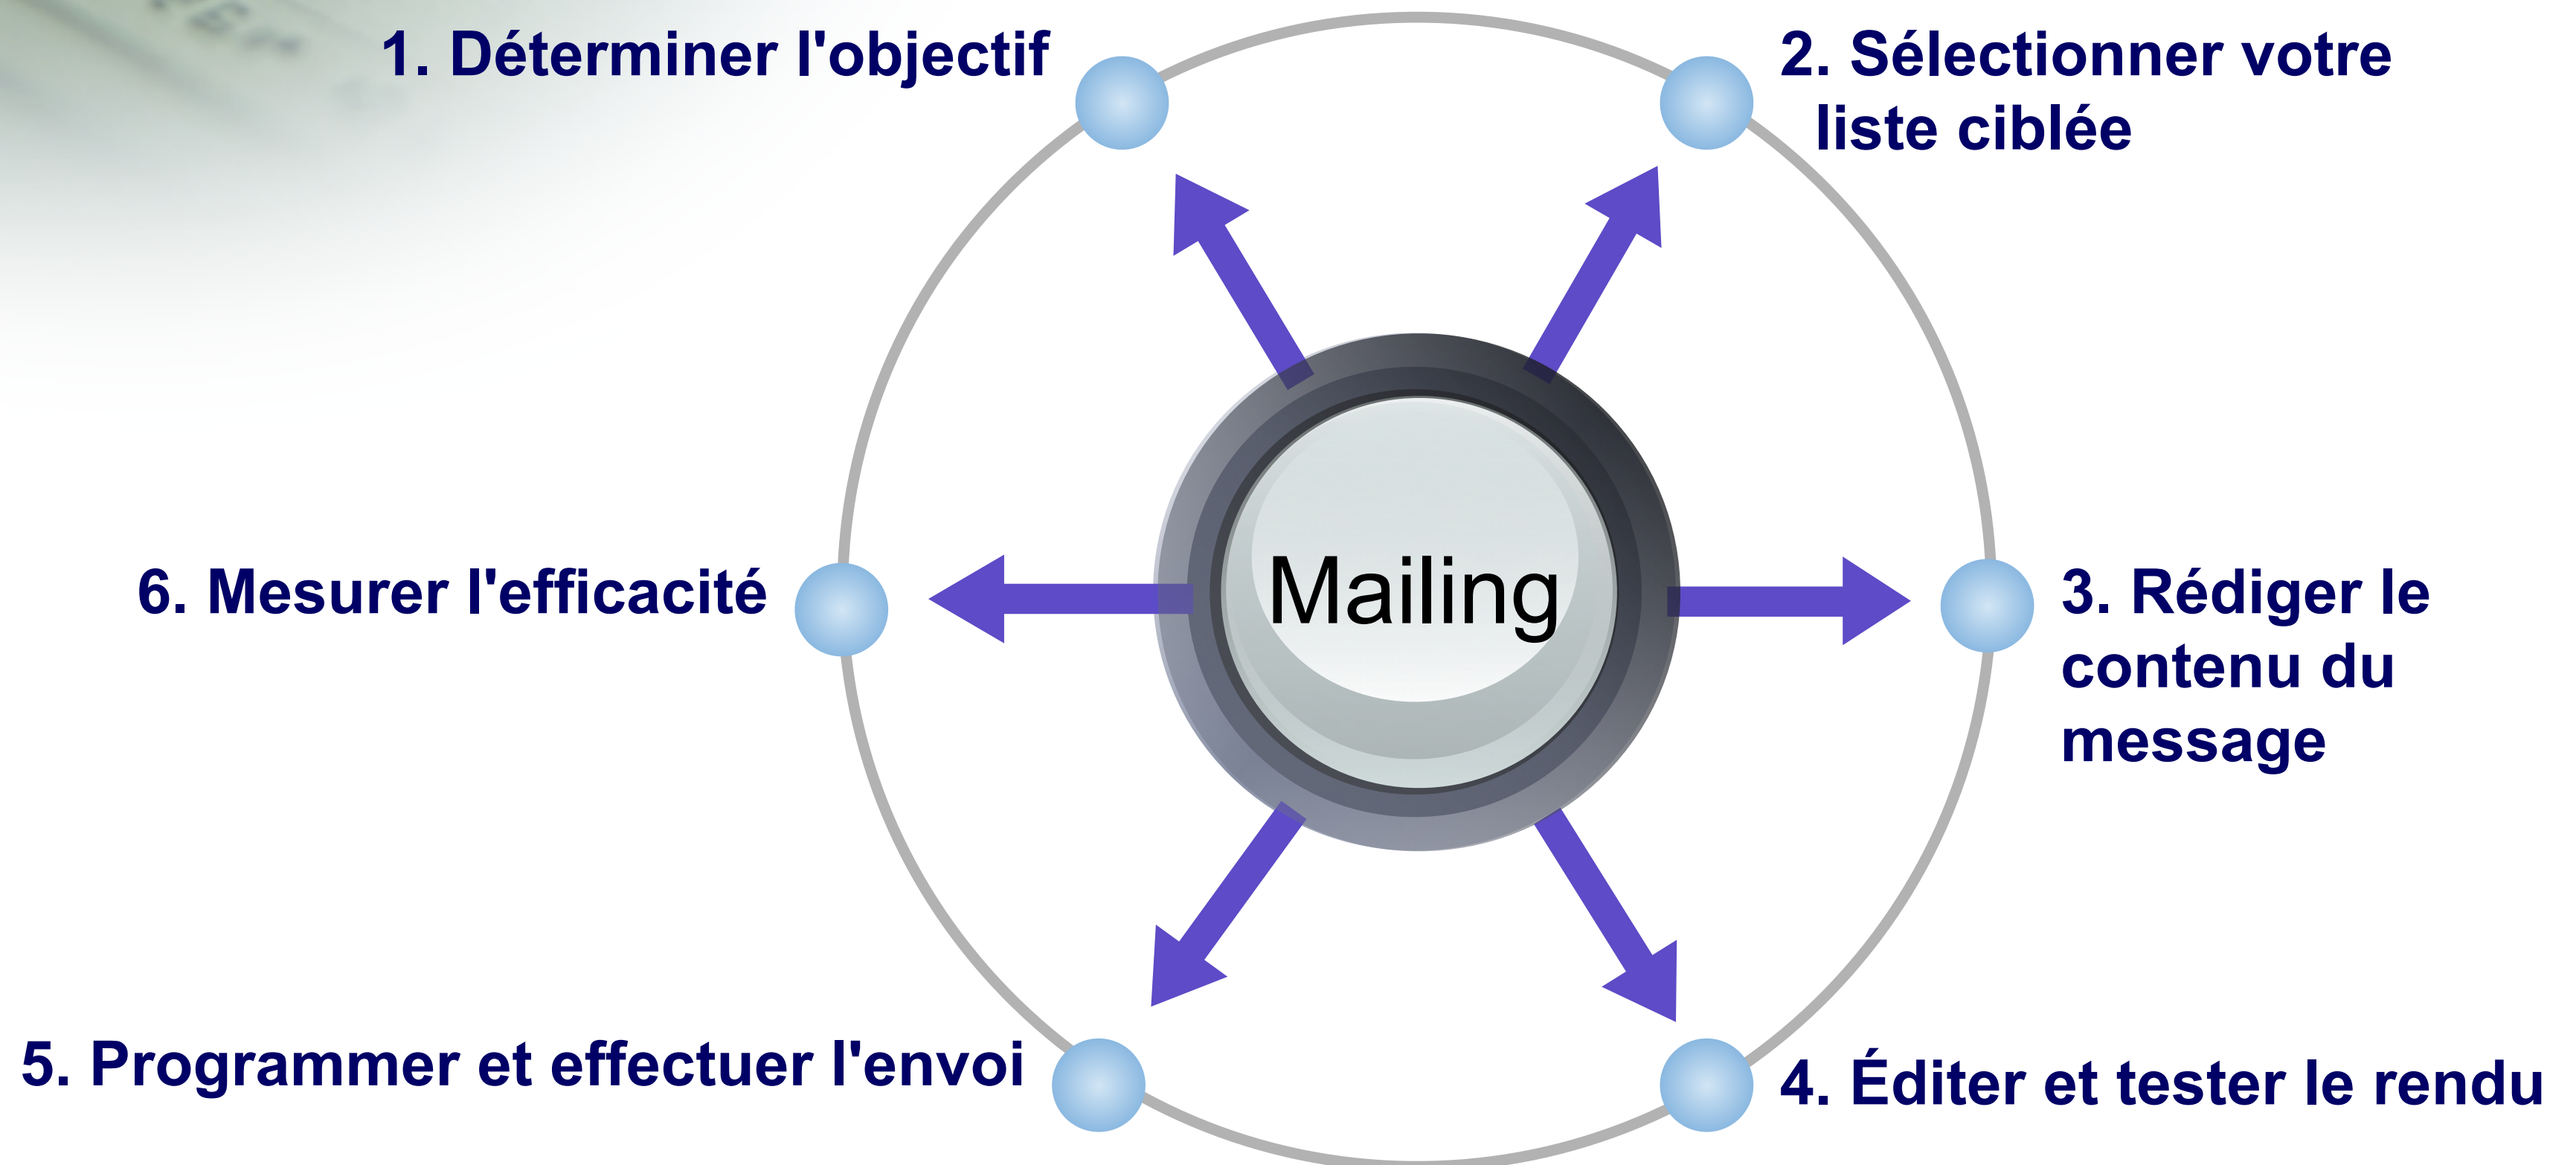 1. Déterminer l'objectif
2. Sélectionner votre
liste ciblée
3. Rédiger le
contenu du
message
4. Éditer et tester le rendu
5. Programmer et effectuer l'envoi
6. Mesurer l'efficacité
Mailing